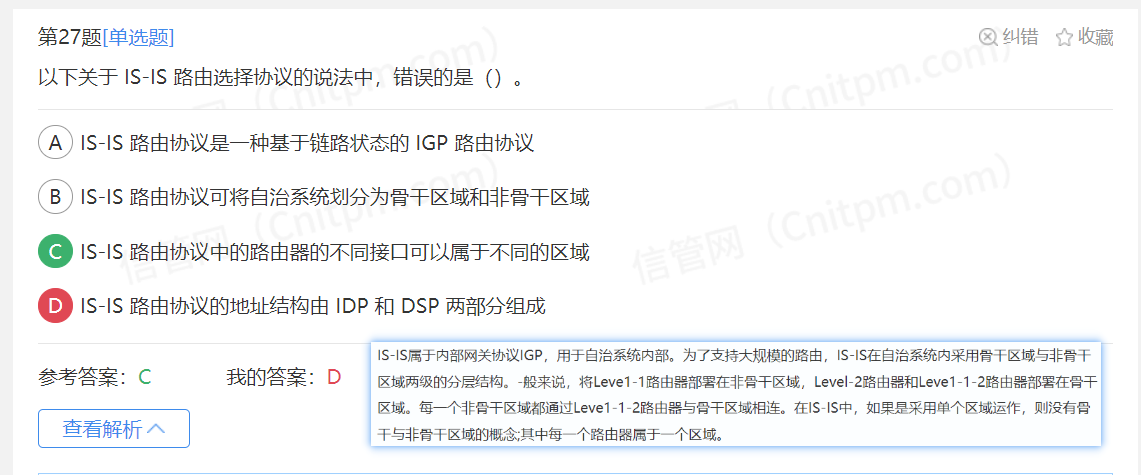 第27题[单选题] 纠错 收藏
以下关于 IS-IS 路由选择协议的说法中，错误的是（）。
A IS-IS 路由协议是一种基于链路状态的 IGP 路由协议
B IS-IS 路由协议可将自治系统划分为骨干区域和非骨干区域
C IS-IS 路由协议中的路由器的不同接口可以属于不同的区域
D IS-IS 路由协议的地址结构由 IDP 和 DSP 两部分组成
参考答案：C 我的答案：D
查看解析
IS-IS属于内部网关协议IGP，用于自治系统内部。为了支持大规模的路由，IS-IS在自治系统内采用骨干区域与非骨干
区域两级的分层结构。-般来说，将Leve1-1路由器部署在非骨干区域，Level-2路由器和Leve1-1-2路由器部署在骨干
区域。每一个非骨干区域都通过Leve1-1-2路由器与骨干区域相连。在IS-IS中，如果是采用单个区域运作，则没有骨
干与非骨干区域的概念;其中每一个路由器属于一个区域。
信管网（Cnitpm.com）
信管网（Cnitpm.com）
信管网（Cnitpm.com）
信管网（Cnitpm.com）